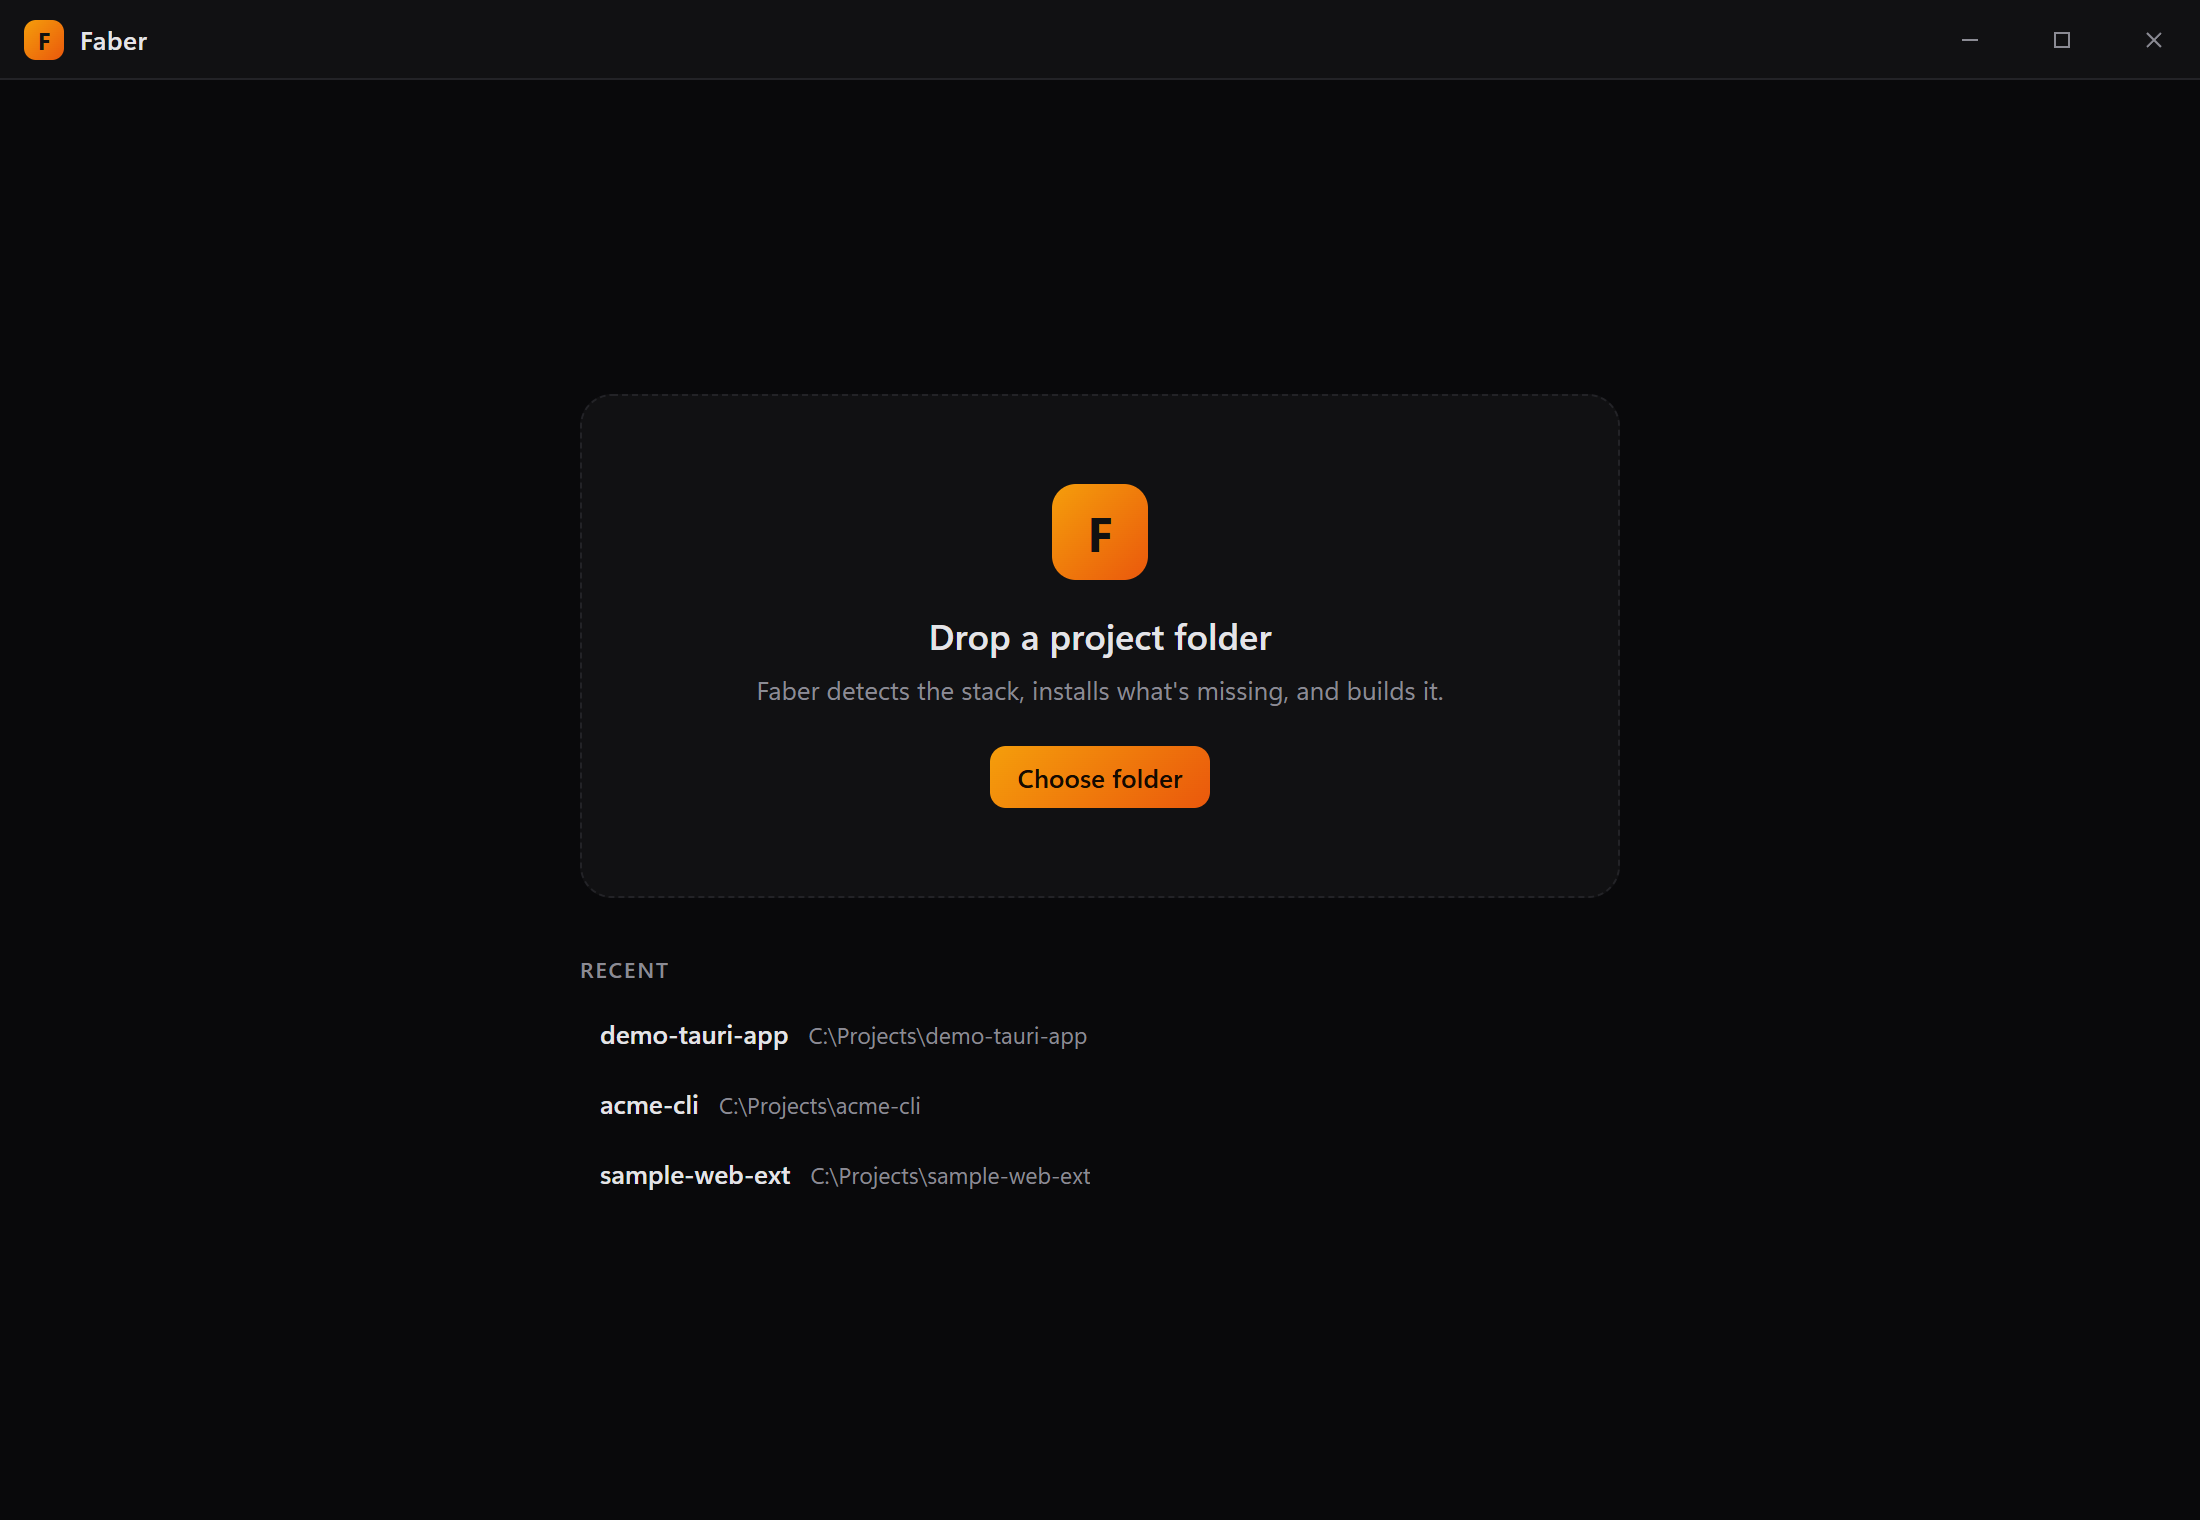 F Faber
F
Drop a project folder
Faber detects the stack, installs what's missing, and builds it.
Choose folder
RECENT
demo-tauri-app C:\Projects\demo-tauri-app
acme-cli C:\Projects\acme-cli
sample-web-ext C:\Projects\sample-web-ext